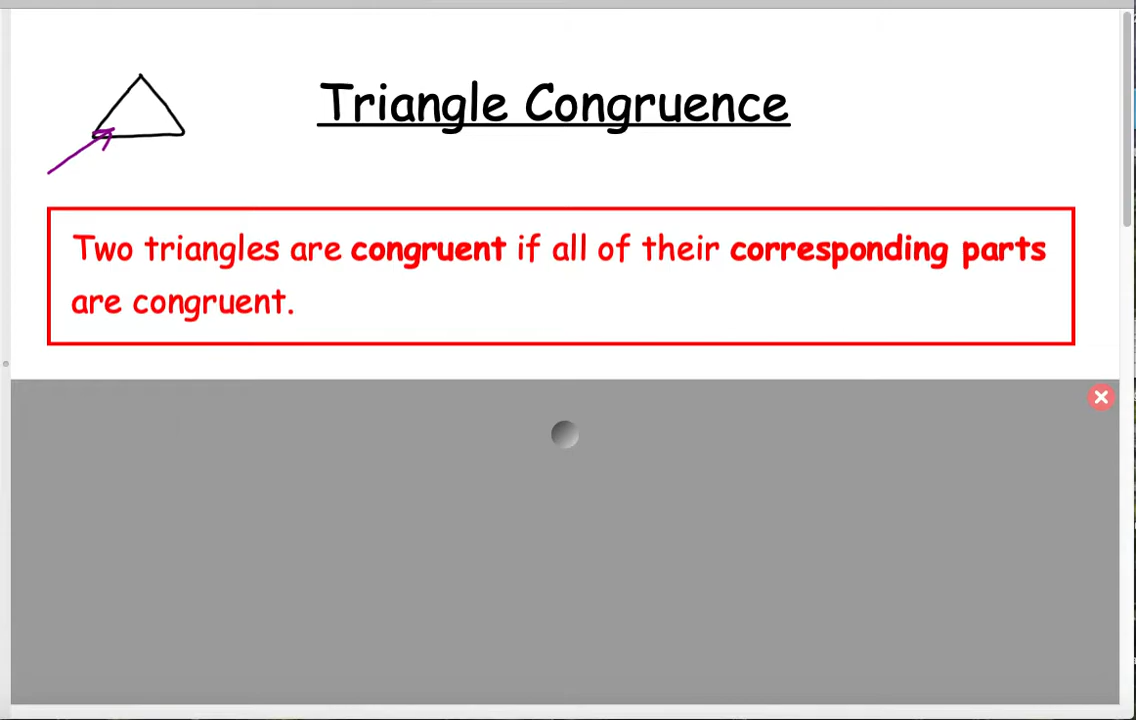 Triangle Congruence
Two triangles are congruent if all of their corresponding parts
are congruent.